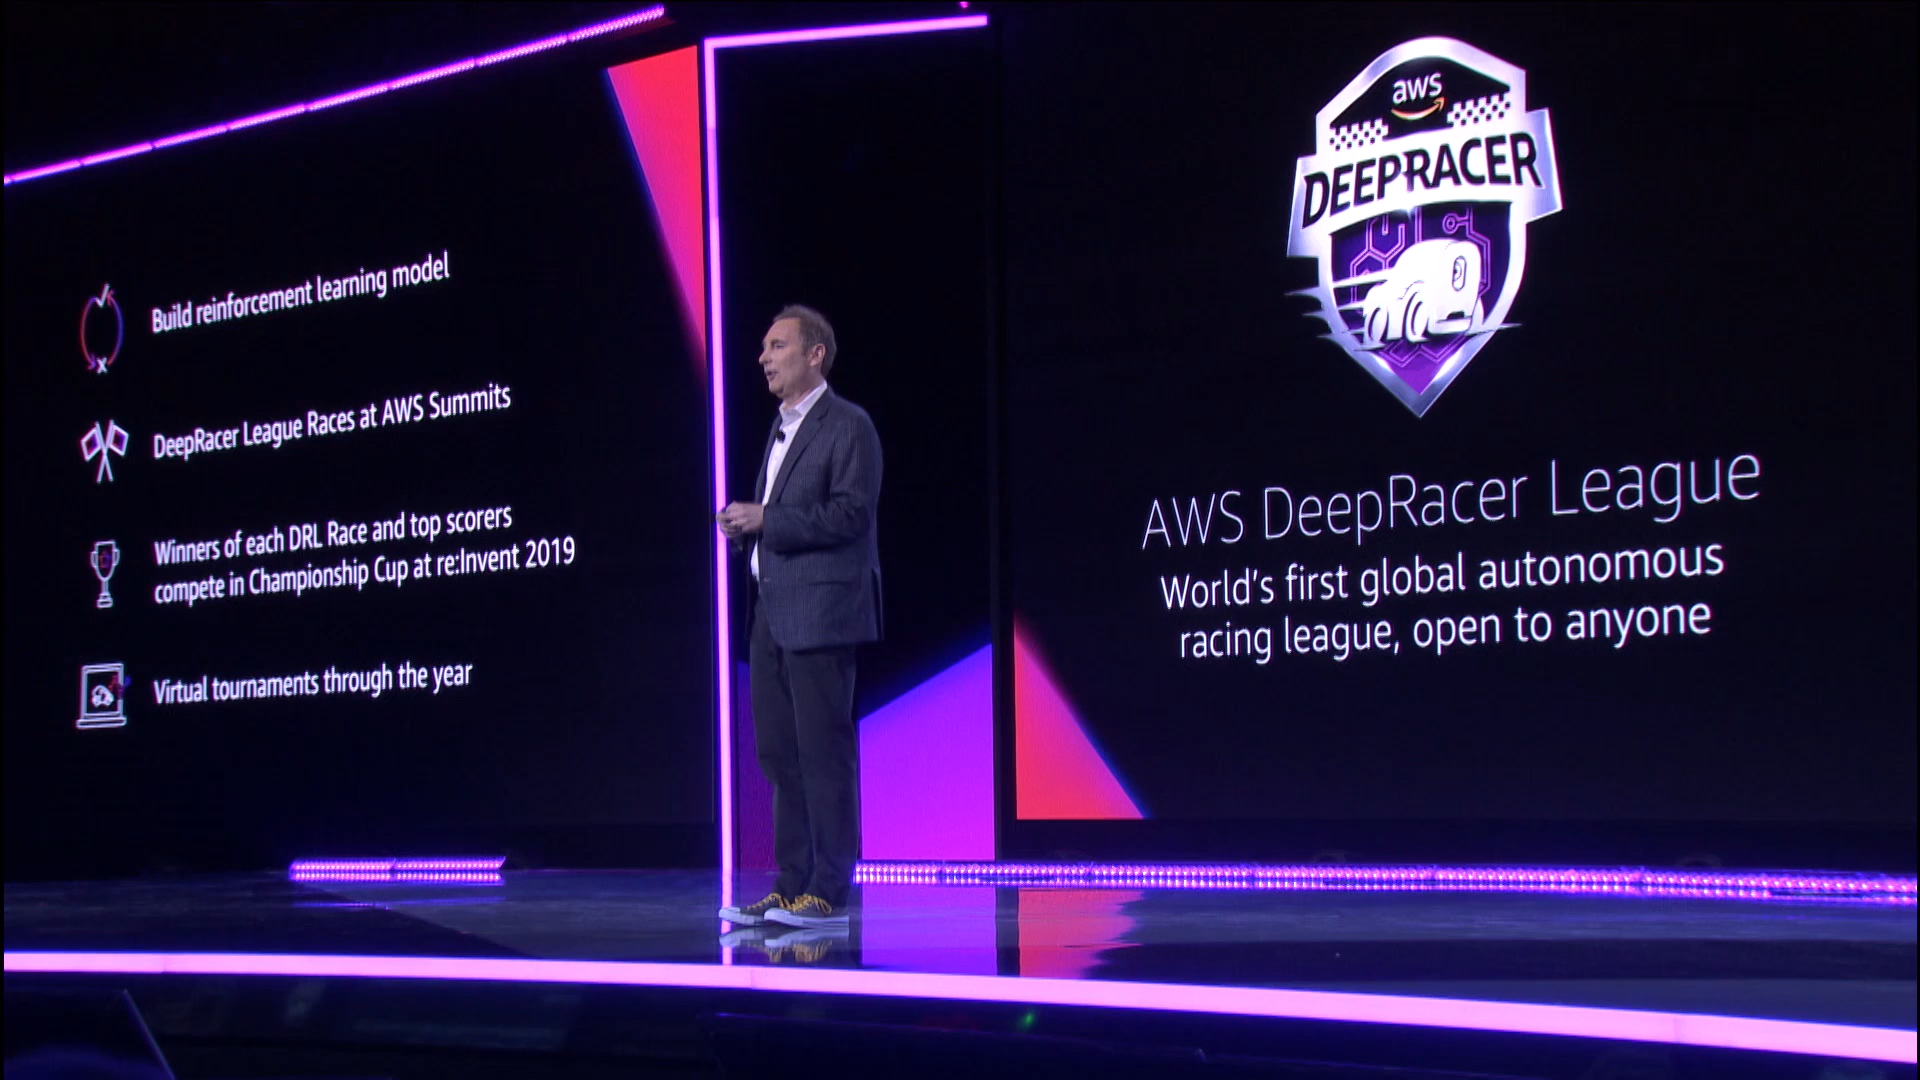 Build reinforcement learning model
DeepRacer League Races at AWS Summits
Winners of each DRL Race and top scorers
compete in Championship Cup at re:Invent 2019
Virtual tournaments through the year
aws
DEEPRACER
AWS DeepRacer League
World's first global autonomous
racing league, open to anyone